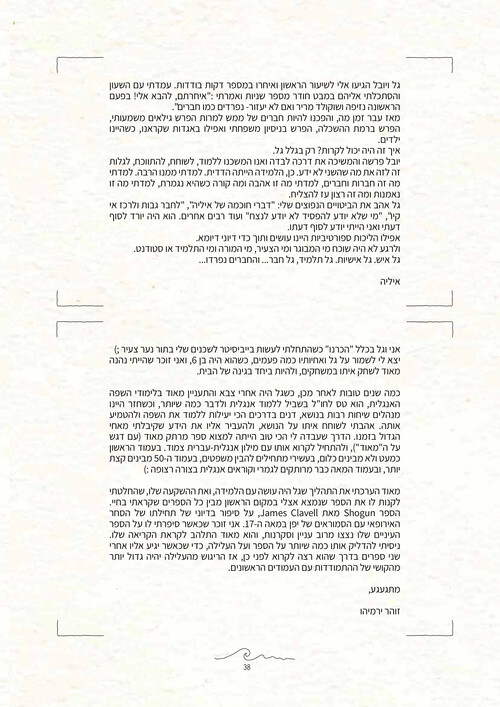 גל ויובל הגיעו אלי לשיעור הראשון ואיחרו במספר דקות בודדות. עמדתי עם השעון
והסתכלתי אליהם במבט חודר מספר שניות ואמרתי :"איחרתם, להבא אלי! בפעם
הראשונה נזיפה ושוקולד מריר ואם לא יעזור- נפרדים כמו חברים".
מאז עבר זמן מה, והפכנו להיות חברים של ממש למרות הפרש גילאים משמעותי,
הפרש ברמת ההשכלה, הפרש בניסיון משפחתי ואפילו באגדות שקראנו, כשהיינו
ילדים.
איך זה היה יכול לקרות? רק בגלל גל.
יובל פרשה והמשיכה את דרכה לבדה ואנו המשכנו ללמוד, לשוחח, להתווכח, לגלות
זה לזה את מה שהשני לא ידע. כן, הלמידה הייתה הדדית. למדתי ממנו הרבה. למדתי
מה זה חברות וחברים, למדתי מה זו אהבה ומה קורה כשהיא נגמרת, למדתי מה זו
נאמנות ומה זה רצון עז להצליח.
גל אהב את הביטויים הנפוצים שלי: "דברי חוכמה של איליה", "לחבר גבות ולרכז אי
קיו", "מי שלא יודע להפסיד לא יודע לנצח" ועוד רבים אחרים. הוא היה יורד לסוף
דעתי ואני הייתי יודע לסוף דעתו.
אפילו הליכות ספורטיביות היינו עושים ותוך כדי דיוני דיומא.
ולרגע לא היה שוכח מי המבוגר ומי הצעיר, מי המורה ומי התלמיד או סטודנט.
גל איש. גל אישיות. גל תלמיד, גל חבר... והחברים נפרדו...
איליה
אני וגל בכלל "הכרנו" כשהתחלתי לעשות בייביסיטר לשכנים שלי בתור נער צעיר ;)
יצא לי לשמור על גל ואחיותיו כמה פעמים, כשהוא היה בן 6, ואני זוכר שהייתי נהנה
מאוד לשחק איתו במשחקים, ולהיות ביחד בגינה של הבית.
כמה שנים טובות לאחר מכן, כשגל היה אחרי צבא והתעניין מאוד בלימודי השפה
האנגלית, הוא טס לחו"ל בשביל ללמוד אנגלית ולדבר כמה שיותר, וכשחזר היינו
מנהלים שיחות רבות בנושא, דנים בדרכים הכי יעילות ללמוד את השפה ולהטמיע
אותה. אהבתי לשוחח איתו על הנושא, ולהעביר אליו את הידע שקיבלתי מאחי
הגדול בזמנו. הדרך שעבדה לי הכי טוב הייתה למצוא ספר מרתק מאוד (עם דגש
על ה"מאוד"), ולהתחיל לקרוא אותו עם מילון אנגלית-עברית צמוד. בעמוד הראשון
כמעט ולא מבינים כלום, בעשירי מתחילים להבין משפטים, בעמוד ה-50 מבינים קצת
יותר, ובעמוד המאה כבר מרותקים לגמרי וקוראים אנגלית בצורה רצופה :)
מאוד הערכתי את התהליך שגל היה עושה עם הלמידה, ואת ההשקעה שלו, שהחלטתי
לקנות לו את הספר שנמצא אצלי במקום הראשון מבין כל הספרים שקראתי בחיי.
הספר Shogun מאת James Clavell,, על סיפור בדיוני של תחילתו של הסחר
האירופאי עם הסמוראים של יפן במאה ה-17. אני זוכר שכאשר סיפרתי לו על הספר
העיניים שלו נצצו מרוב עניין וסקרנות, והוא מאוד התלהב לקראת הקריאה שלו.
ניסיתי להדליק אותו כמה שיותר על הספר ועל העלילה, כדי שכאשר יגיע אליו אחרי
שני ספרים בדרך שהוא רצה לקרוא לפני כן, אז הריגוש מהעלילה יהיה גדול יותר
מהקושי של ההתמודדות עם העמודים הראשונים.
מתגעגע,
זוהר ירמיהו
38